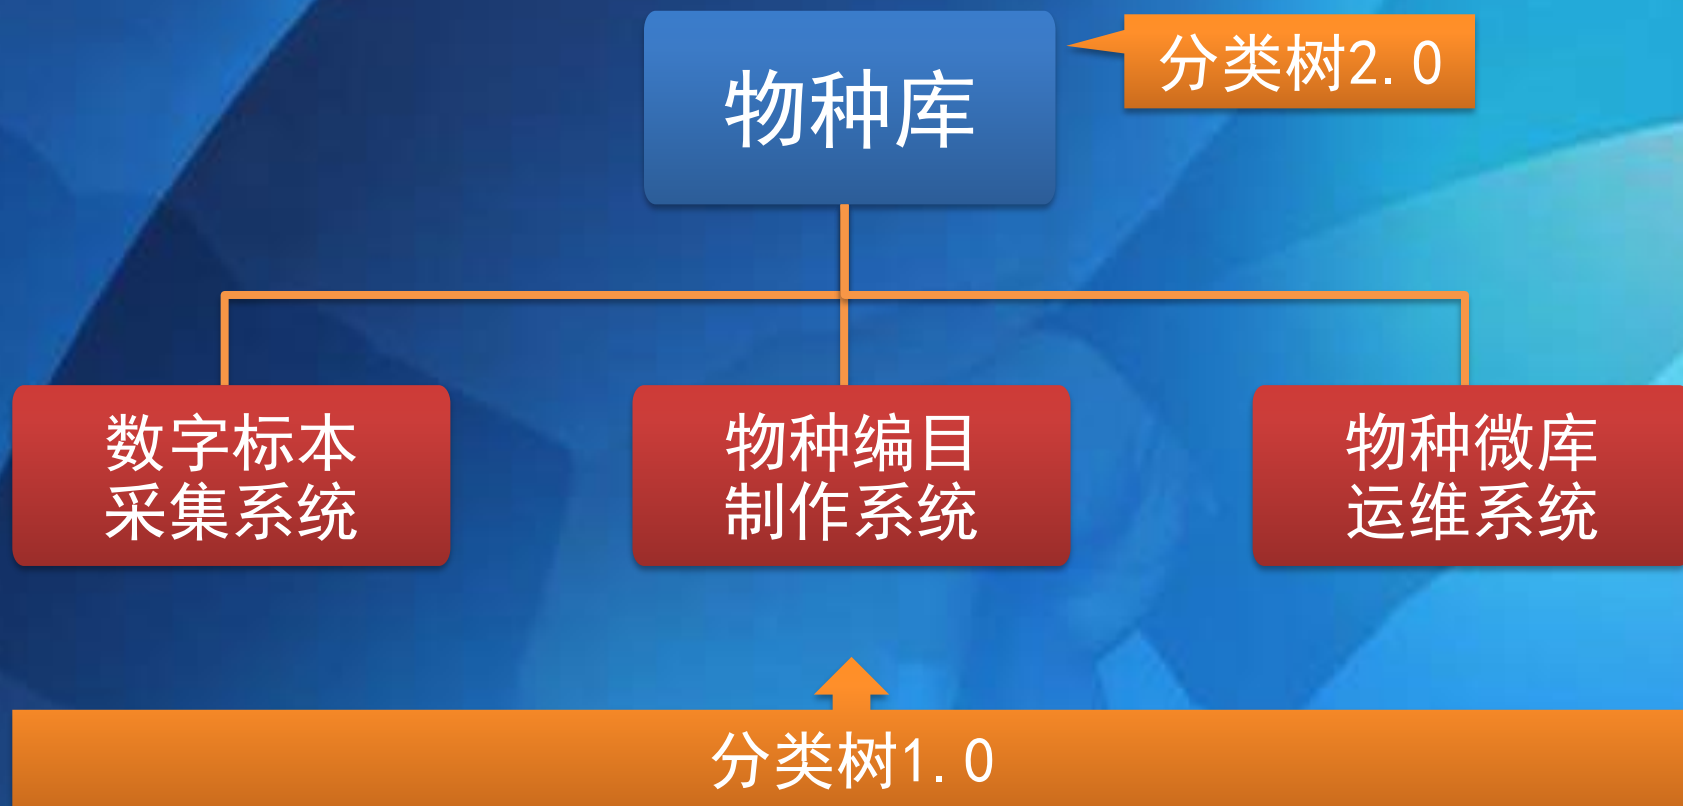 物种库
分类树2.0
数字标本
采集系统
物种编目
制作系统
物种微库
运维系统
分类树1.0